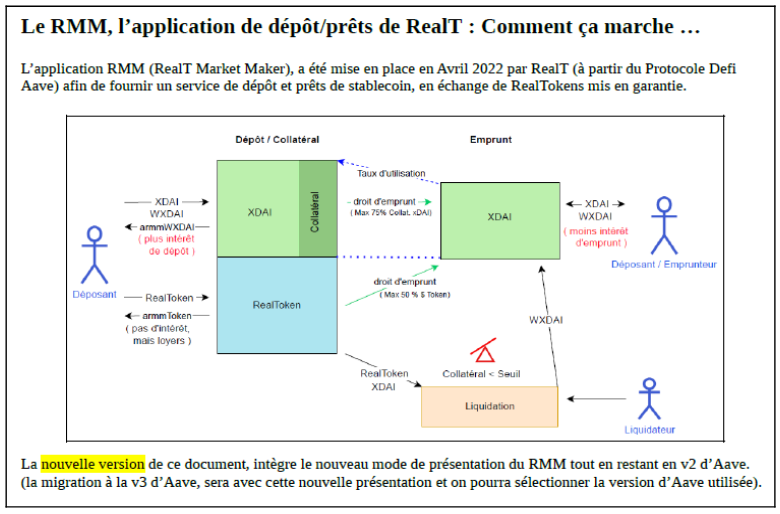 Le RMM, l’application de dépôt/prêts de RealT : Comment ça marche …
L’application RMM (RealT Market Maker), a été mise en place en Avril 2022 par RealT (à partir du Protocole Defi
Aave) afin de fournir un service de dépôt et prêts de stablecoin, en échange de RealTokens mis en garantie.
Dépôt / Collatéral
Emprunt
Taux d'utilisation
XDAI
WXDAI
armmWXDAI
( plus intérêt
de dépôt )
Déposant
XDAI
Collatéral
droit d'emprunt
( Max 75% Collat. xDAI)
XDAI
XDAI
WXDAI
( moins intérêt
d'emprunt )
Déposant / Emprunteur
RealToken
armmToken
( pas d'intérêt,
mais loyers )
RealToken
droit d'emprunt
( Max 50 % $ Token)
WXDAI
RealToken
XDAI
Collatéral < Seuil
Liquidation
Liquidateur
La nouvelle version de ce document, intègre le nouveau mode de présentation du RMM tout en restant en v2 d’Aave.
(la migration à la v3 d’Aave, sera avec cette nouvelle présentation et on pourra sélectionner la version d’Aave utilisée).